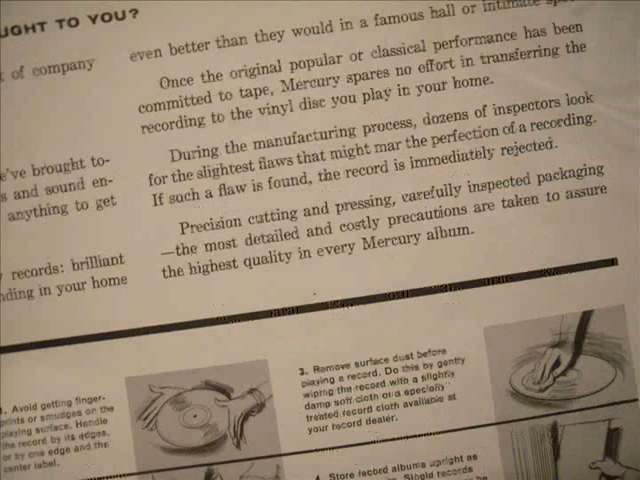 UGHT TO YOU?
of company
e've brought to-
s and sound en-
anything to get
records: brilliant
nding in your home
even better than they would in a famous hall or intimate
Once the original popular or classical performance has been
committed to tape, Mercury spares no effort in transferring the
recording to the vinyl disc you play in your home.
During the manufacturing process, dozens of inspectors look
for the slightest flaws that might mar the perfection of a recording.
If such a flaw is found, the record is immediately rejected.
Precision cutting and pressing, carefully inspected packaging
—the most detailed and costly precautions are taken to assure
the highest quality in every Mercury album.
1. Avoid getting finger-
prints or smudges on the
playing surface. Handle
the record by its edges,
or by one edge and the
center label.
3. Remove surface dust before
playing a record. Do this by gently
wiping the record with a slightly
damp soft cloth or a specially
treated record cloth available at
your record dealer.
4. Store albums upright as
Single records